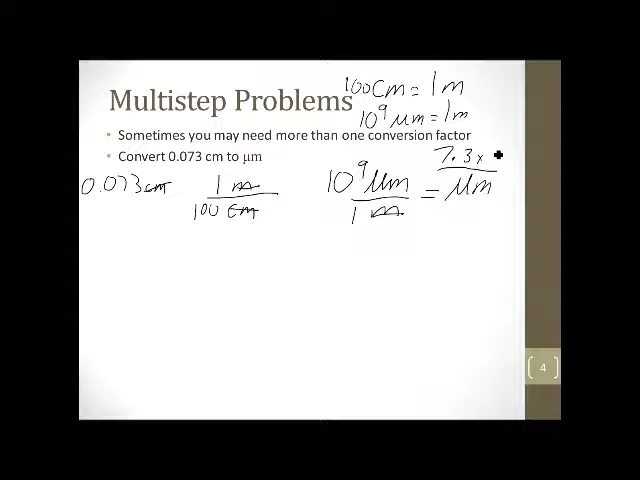 100cm = 1m
Multistep Problems
10⁹ μm = 1m
• Sometimes you may need more than one conversion factor
• Convert 0.073 cm to μm
7.3 x
0.073 cm 1 m 10⁹ μm = μm
100 cm 1 m
[ 4 ]